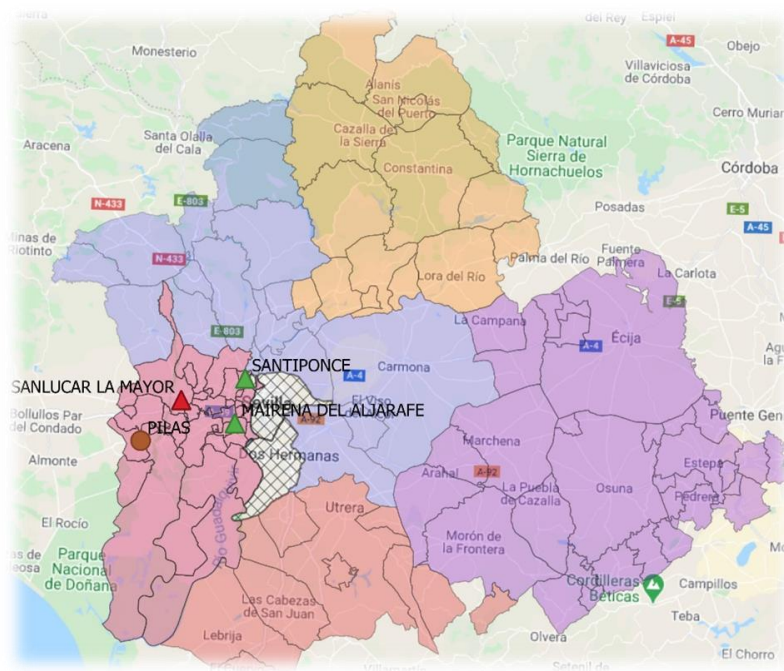 del Rey
Espiel
A-45
Obejo
Monesterio
Villaviciosa
de Córdoba
Alanís
San Nicolás
del Puerto
Cerro Murian
Santa Olalla
del Cala
Cazalla de
la Sierra
Constantina
Parque Natural
Sierra de
Hornachuelos
Aracena
Córdoba
N-433
E-803
Posadas
E-5
A-45
Minas de
Riotinto
N-433
Palma del Río
Fuente
Palmera
Lora del Río
La Carlota
E-5
La Campana
E-803
Écija
A-4
SANTIPONCE
Carmona
A-4
SANLUCAR LA MAYOR
El Viso
MAIRENA DEL ALJARAFE
A-92
Bollullos Par
del Condado
PILAS
Puente Gen
Dos Hermanas
Marchena
Almonte
Arahal
A-92
Estepa
La Puebla
de Cazalla
Osuna
Pedrera
Utrera
El Rocío
Morón de
la Frontera
Parque
Nacional
de Doñana
Cordilleras
Béticas
Campillos
Las Cabezas
de San Juan
Teba
Lebrija
Olvera
El Chorro
Setenil de